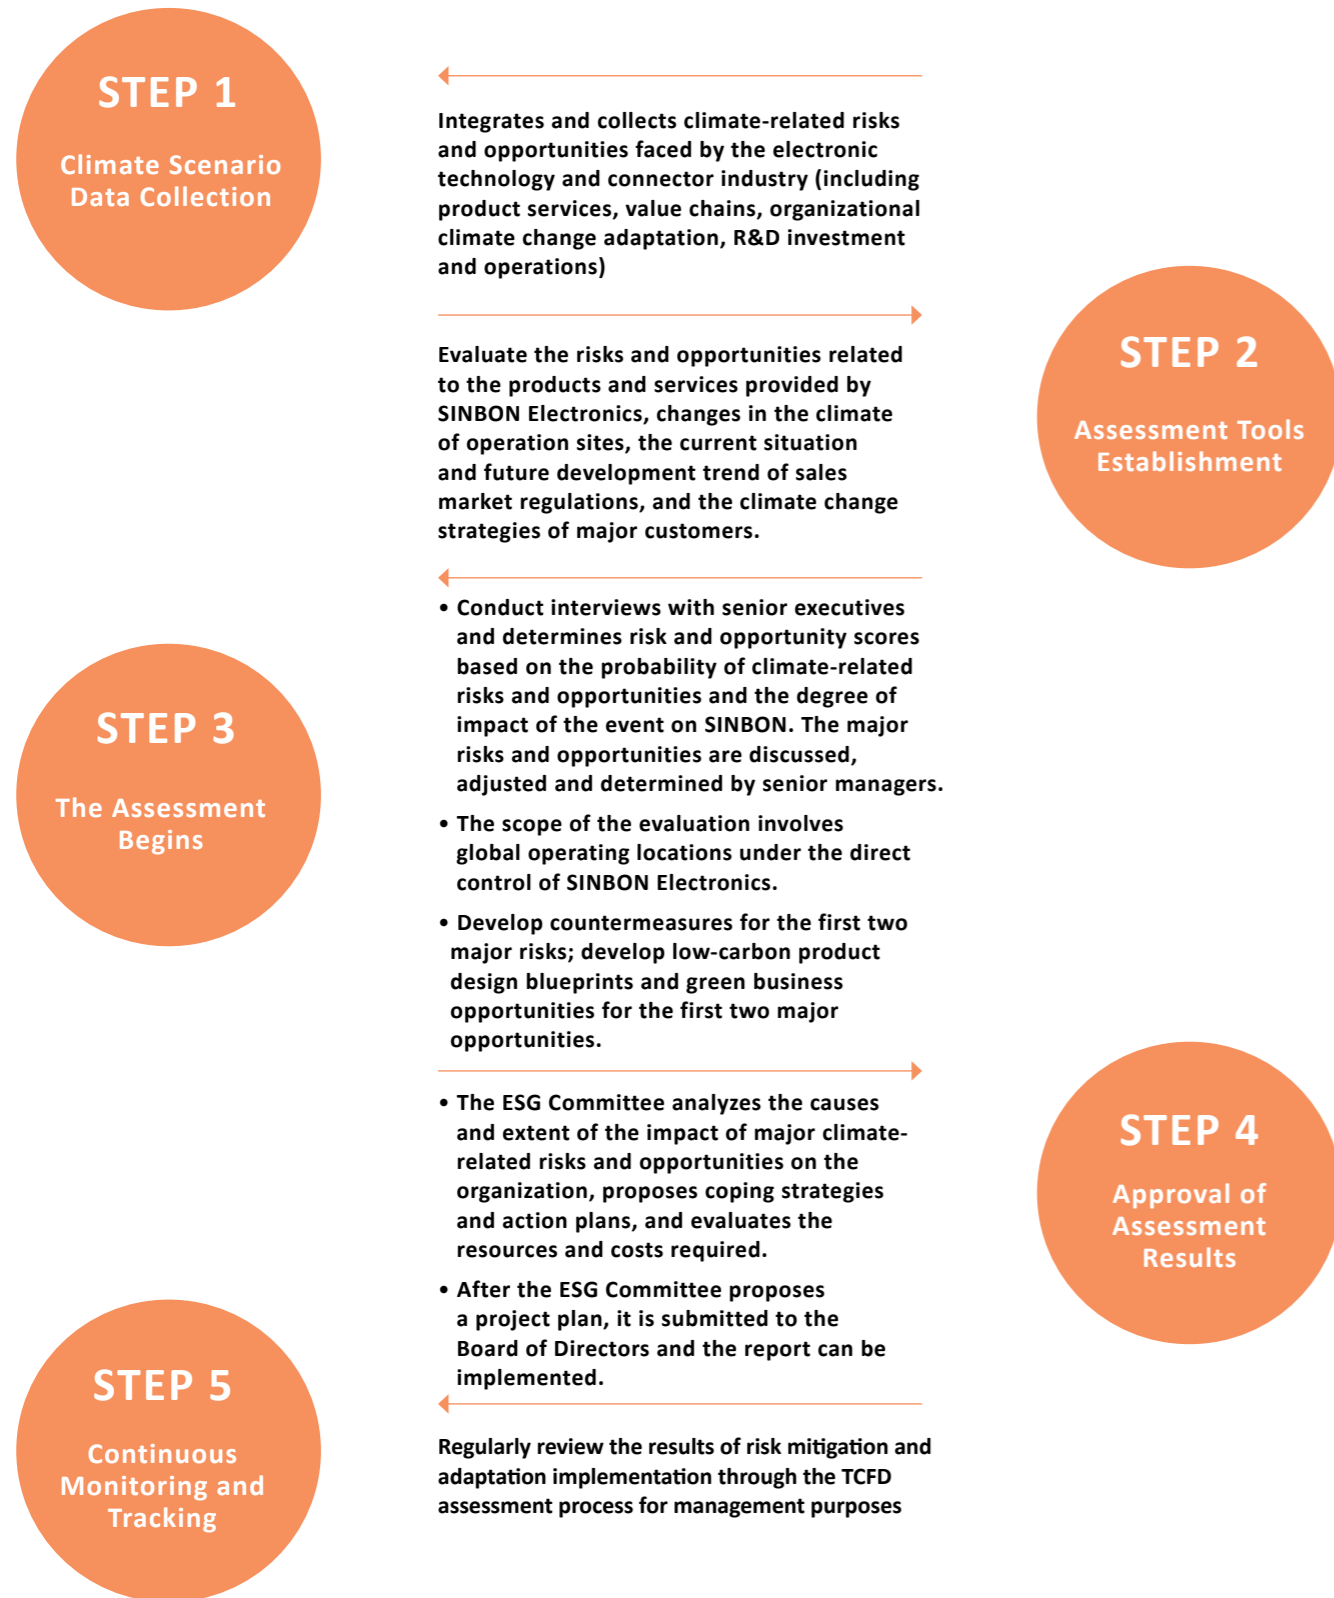 STEP 1
Climate Scenario
Data Collection
Integrates and collects climate-related risks
and opportunities faced by the electronic
technology and connector industry (including
product services, value chains, organizational
climate change adaptation, R&D investment
and operations)
STEP 2
Assessment Tools
Establishment
Evaluate the risks and opportunities related
to the products and services provided by
SINBON Electronics, changes in the climate
of operation sites, the current situation
and future development trend of sales
market regulations, and the climate change
strategies of major customers.
STEP 3
The Assessment
Begins
• Conduct interviews with senior executives
and determines risk and opportunity scores
based on the probability of climate-related
risks and opportunities and the degree of
impact of the event on SINBON. The major
risks and opportunities are discussed,
adjusted and determined by senior managers.
• The scope of the evaluation involves
global operating locations under the direct
control of SINBON Electronics.
• Develop countermeasures for the first two
major risks; develop low-carbon product
design blueprints and green business
opportunities for the first two major
opportunities.
STEP 4
Approval of
Assessment
Results
• The ESG Committee analyzes the causes
and extent of the impact of major climate-
related risks and opportunities on the
organization, proposes coping strategies
and action plans, and evaluates the
resources and costs required.
• After the ESG Committee proposes
a project plan, it is submitted to the
Board of Directors and the report can be
implemented.
STEP 5
Continuous
Monitoring and
Tracking
Regularly review the results of risk mitigation and
adaptation implementation through the TCFD
assessment process for management purposes